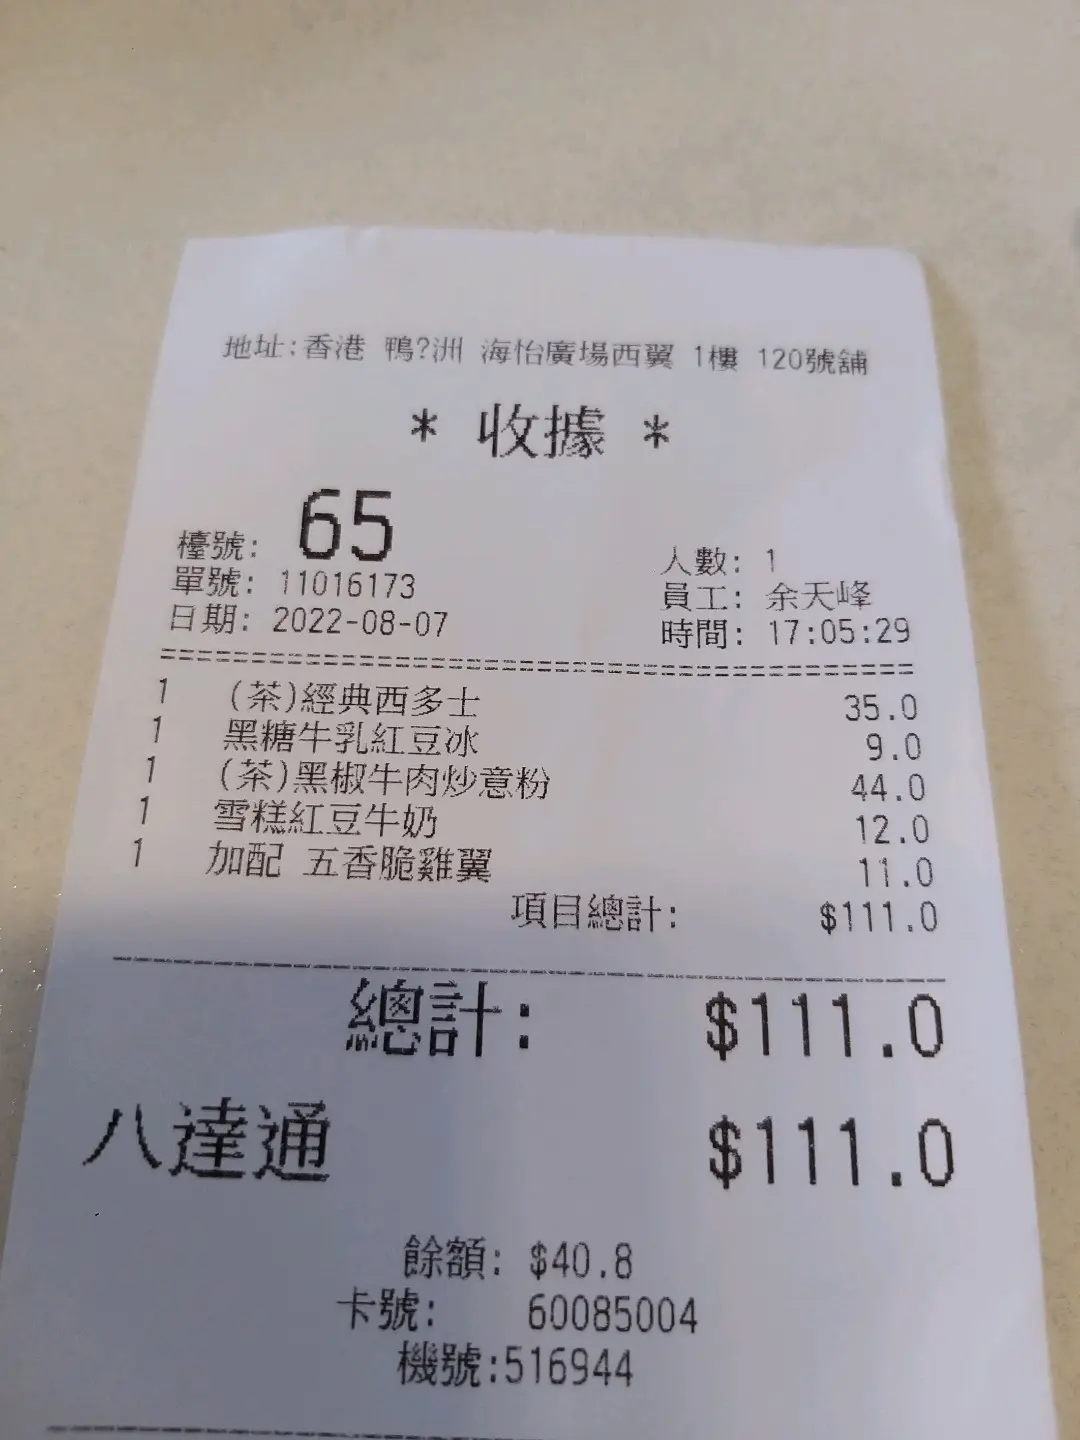 地址:香港 鴨?洲 海怡廣場西翼 1樓 120號舖
* 收據 *
檯號: 65 人數: 1
單號: 11016173 員工: 余天峰
日期: 2022-08-07 時間: 17:05:29
1 (茶)經典西多士 35.0
1 黑糖牛乳紅豆冰 9.0
1 (茶)黑椒牛肉炒意粉 44.0
1 雪糕紅豆牛奶 12.0
1 加配 五香脆雞翼 11.0
項目總計: $111.0
總計: $111.0
八達通 $111.0
餘額: $40.8
卡號: 60085004
機號:516944